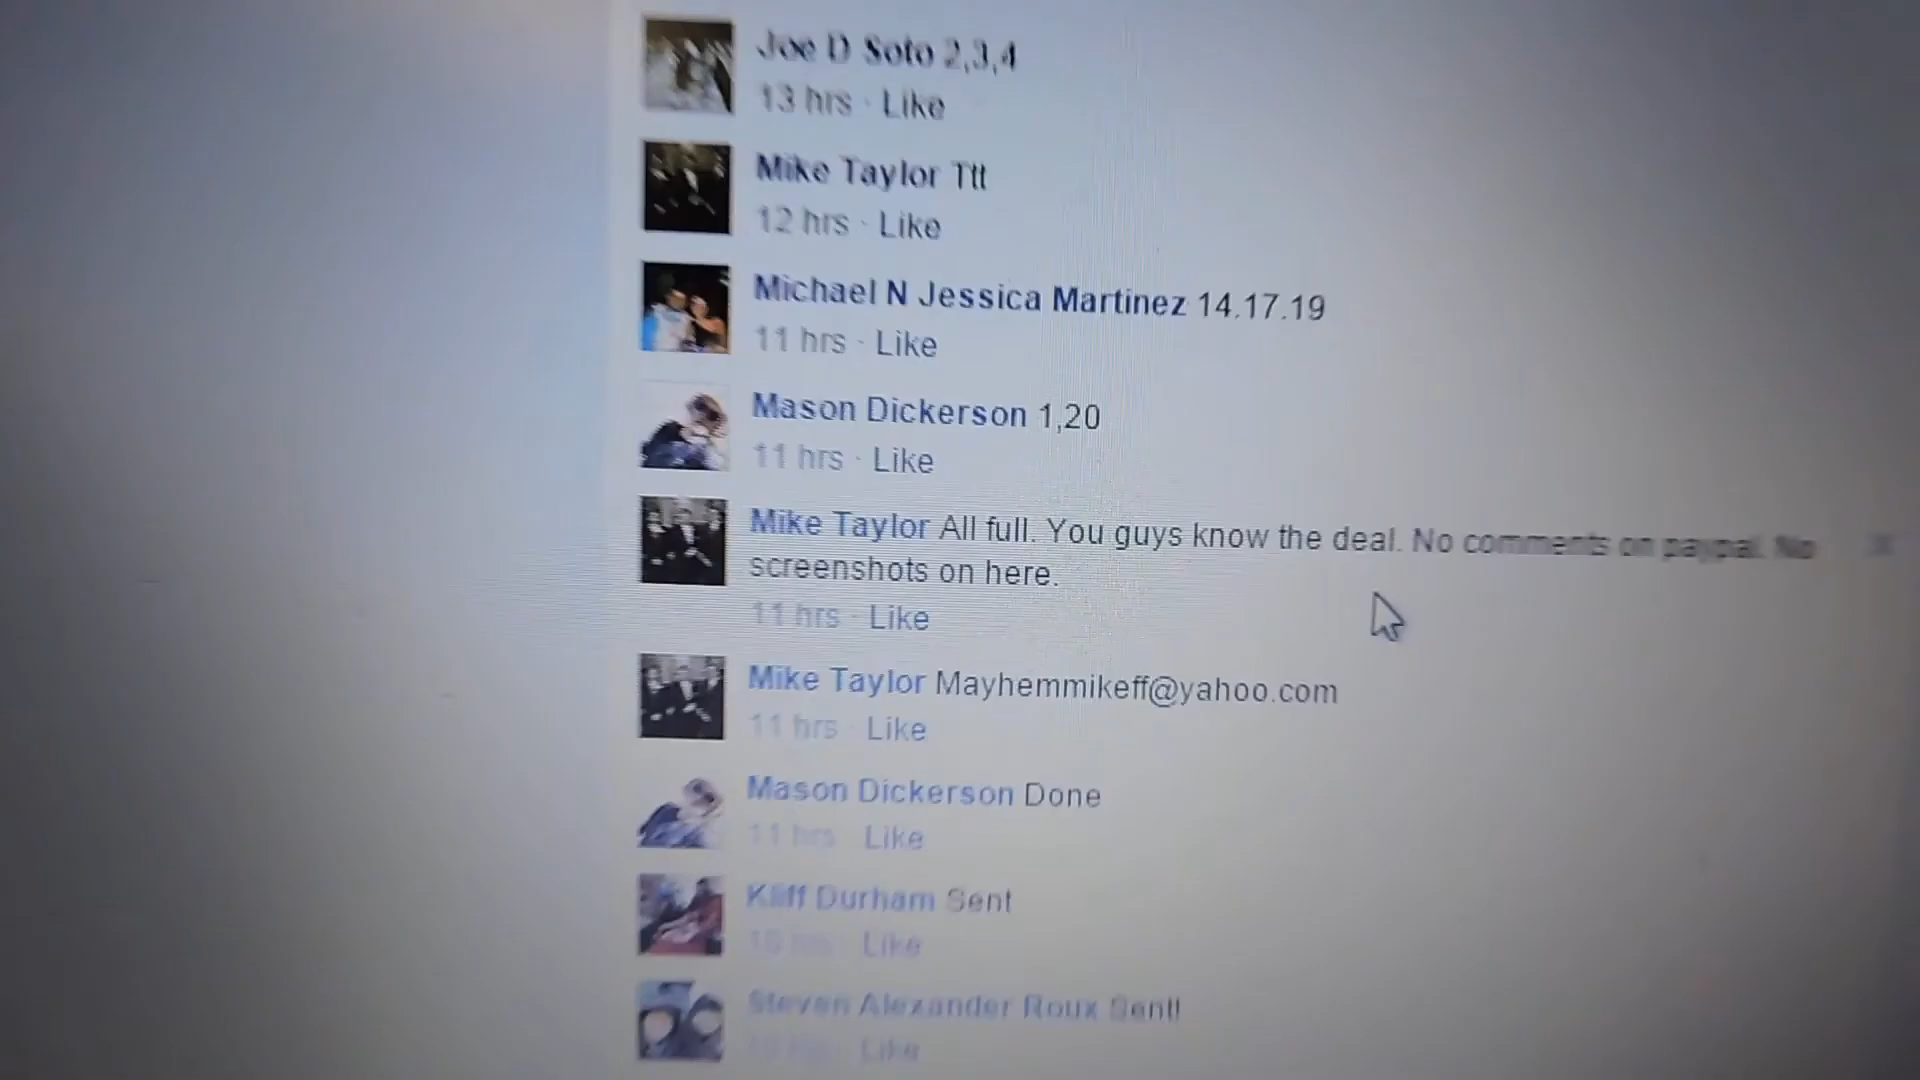 Joe D Soto 2,3,4
13 hrs · Like
Mike Taylor Ttt
12 hrs · Like
Michael N Jessica Martinez 14.17.19
11 hrs · Like
Mason Dickerson 1,20
11 hrs · Like
Mike Taylor All full. You guys know the deal. No comments on paypal. No
screenshots on here.
11 hrs · Like
Mike Taylor Mayhemmikeff@yahoo.com
11 hrs · Like
Mason Dickerson Done
11 hrs · Like
Kliff Durham Sent
Like
Steven Alexander Roux Sent!
Like